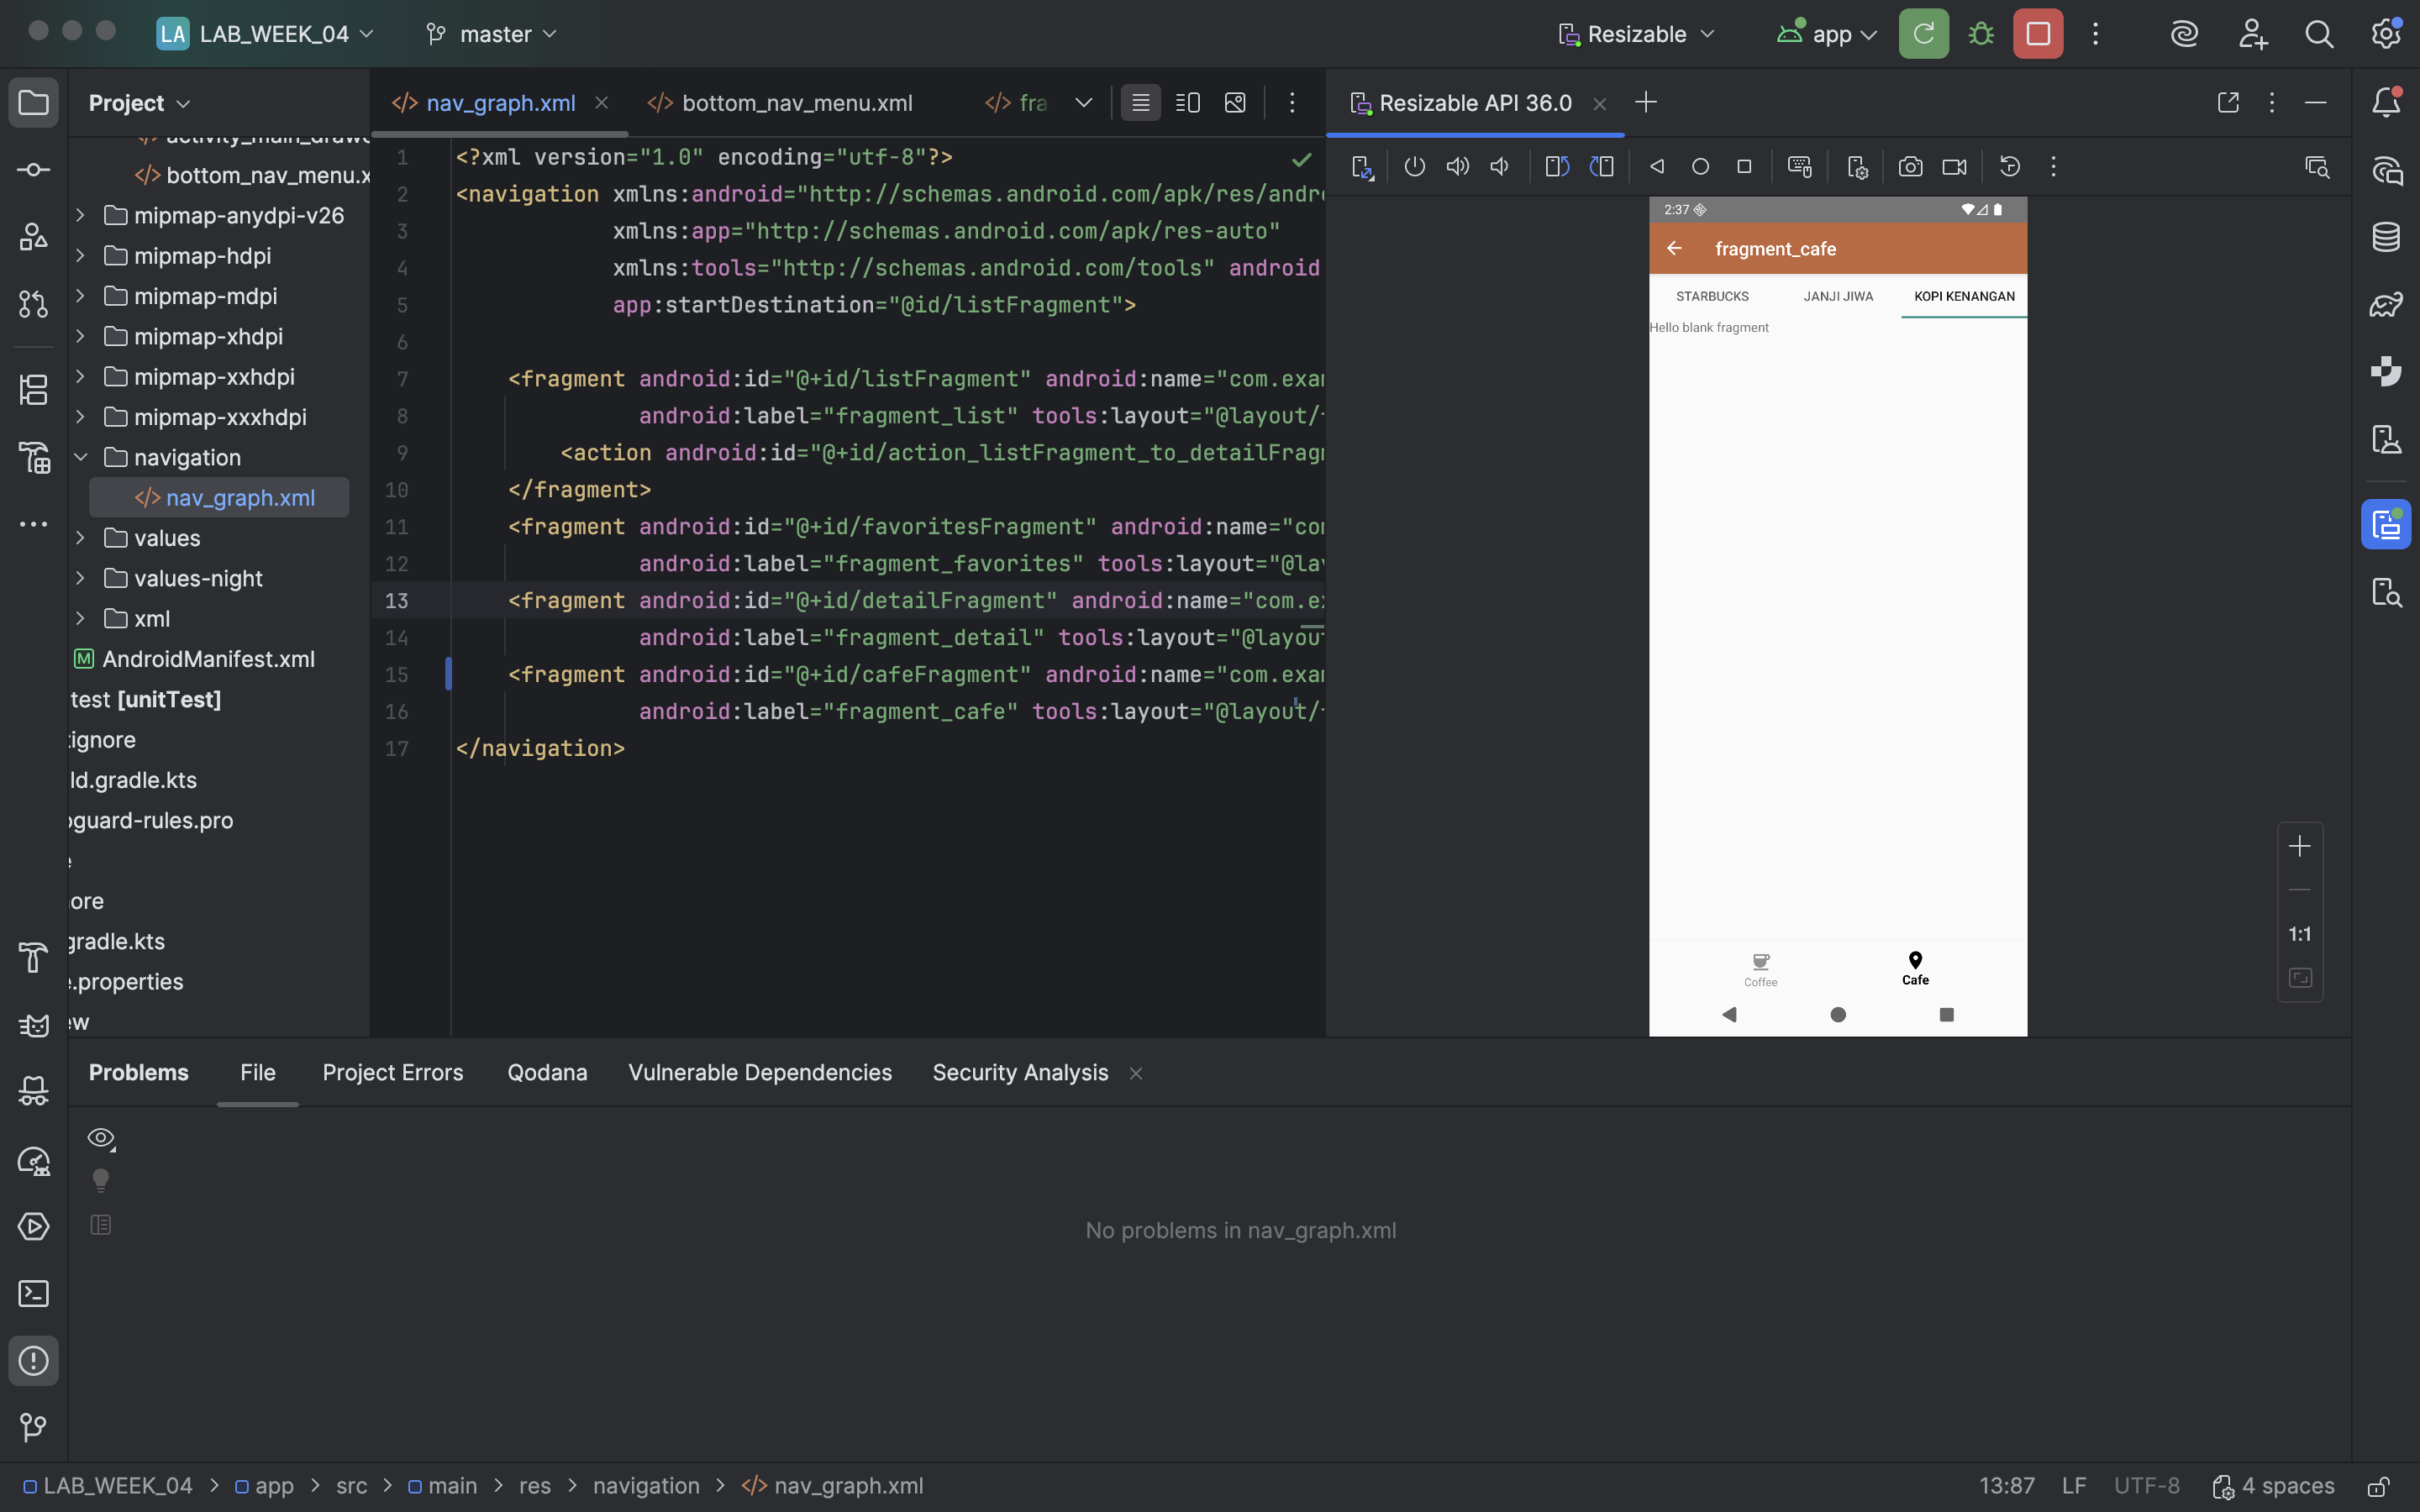 LA LAB_WEEK_04 master Resizable app
Project
nav_graph.xml bottom_nav_menu.xml fra
Resizable API 36.0
bottom_nav_menu.x
mipmap-anydpi-v26
mipmap-hdpi
mipmap-mdpi
mipmap-xhdpi
mipmap-xxhdpi
mipmap-xxxhdpi
navigation
nav_graph.xml
values
values-night
xml
AndroidManifest.xml
test [unitTest]
ignore
ld.gradle.kts
guard-rules.pro
ore
gradle.kts
.properties
w
1 <?xml version="1.0" encoding="utf-8"?>
2 <navigation xmlns:android="http://schemas.android.com/apk/res/andr
3 xmlns:app="http://schemas.android.com/apk/res-auto"
4 xmlns:tools="http://schemas.android.com/tools" android
5 app:startDestination="@id/listFragment">
6
7 <fragment android:id="@+id/listFragment" android:name="com.exam
8 android:label="fragment_list" tools:layout="@layout/
9 <action android:id="@+id/action_listFragment_to_detailFragm
10 </fragment>
11 <fragment android:id="@+id/favoritesFragment" android:name="com
12 android:label="fragment_favorites" tools:layout="@lay
13 <fragment android:id="@+id/detailFragment" android:name="com.ex
14 android:label="fragment_detail" tools:layout="@layout
15 <fragment android:id="@+id/cafeFragment" android:name="com.exam
16 android:label="fragment_cafe" tools:layout="@layout/
17 </navigation>
2:37
fragment_cafe
STARBUCKS JANJI JIWA KOPI KENANGAN
Hello blank fragment
Coffee Cafe
1:1
Problems File Project Errors Qodana Vulnerable Dependencies Security Analysis
No problems in nav_graph.xml
LAB_WEEK_04 > app > src > main > res > navigation > nav_graph.xml
13:87 LF UTF-8 4 spaces